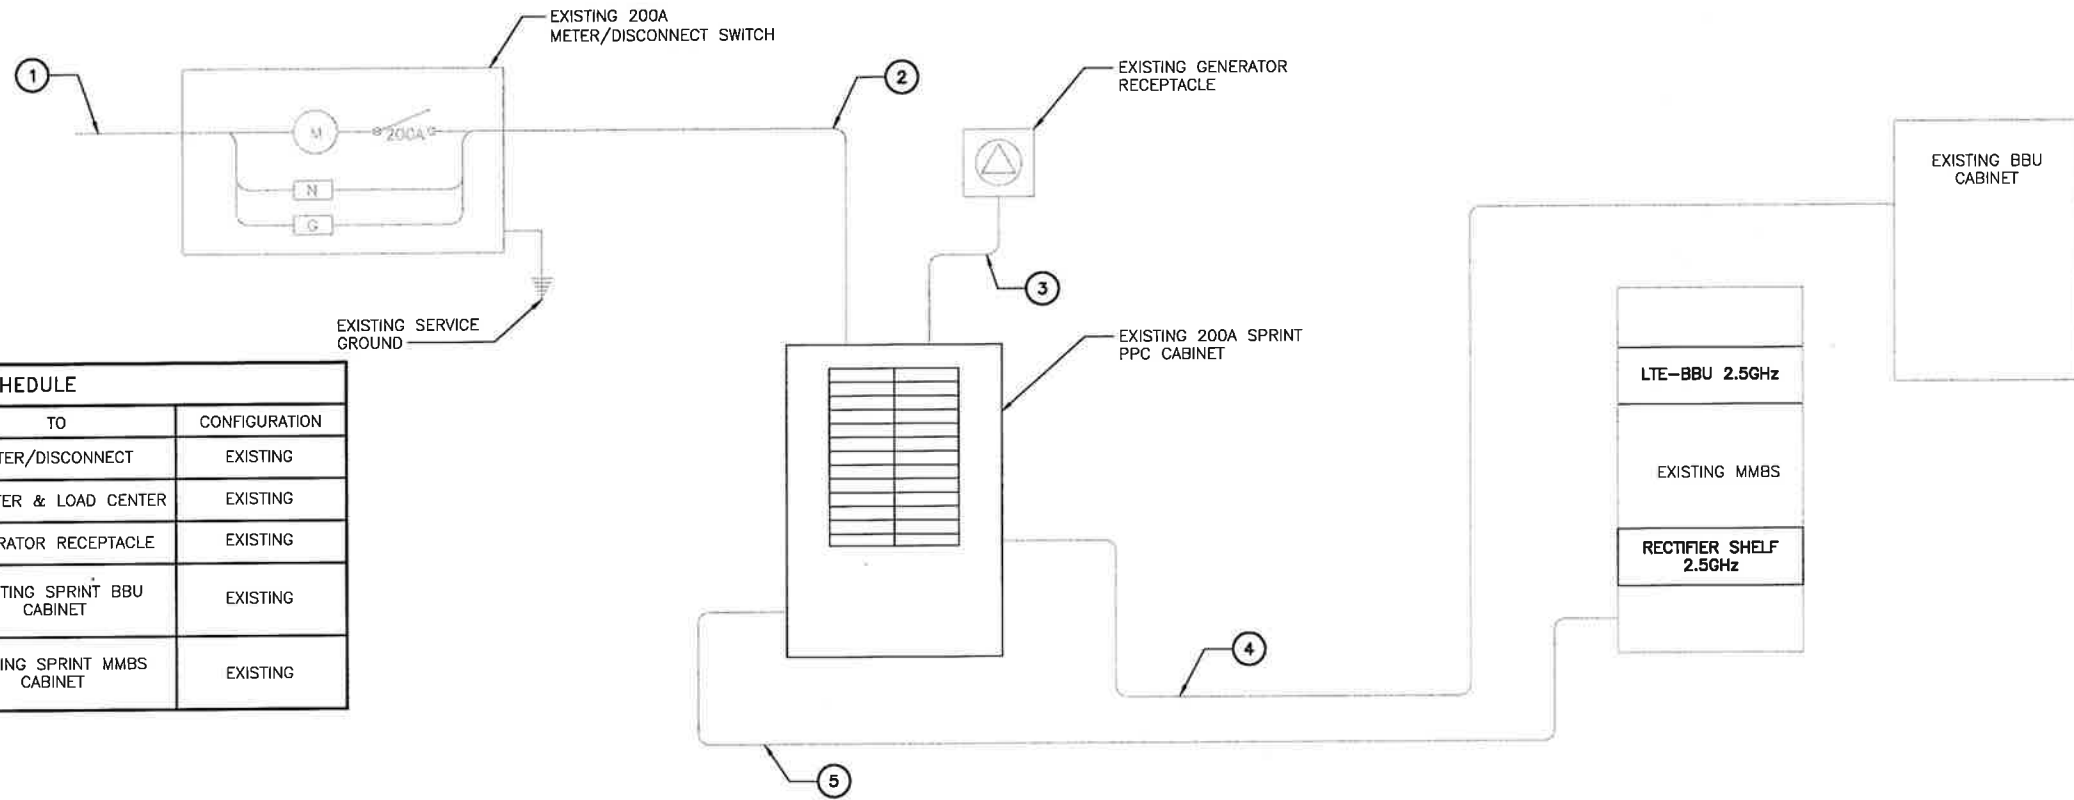 EXISTING 200A
METER/DISCONNECT SWITCH
1
2
EXISTING GENERATOR
RECEPTACLE
M
200A
N
G
EXISTING BBU
CABINET
3
EXISTING SERVICE
GROUND
EXISTING 200A SPRINT
PPC CABINET
LTE-BBU 2.5GHz
EXISTING MMBS
RECTIFIER SHELF
2.5GHz
4
5
HEDULE
TO
CONFIGURATION
TER/DISCONNECT
EXISTING
TER & LOAD CENTER
EXISTING
RATOR RECEPTACLE
EXISTING
TING SPRINT BBU
CABINET
EXISTING
ING SPRINT MMBS
CABINET
EXISTING